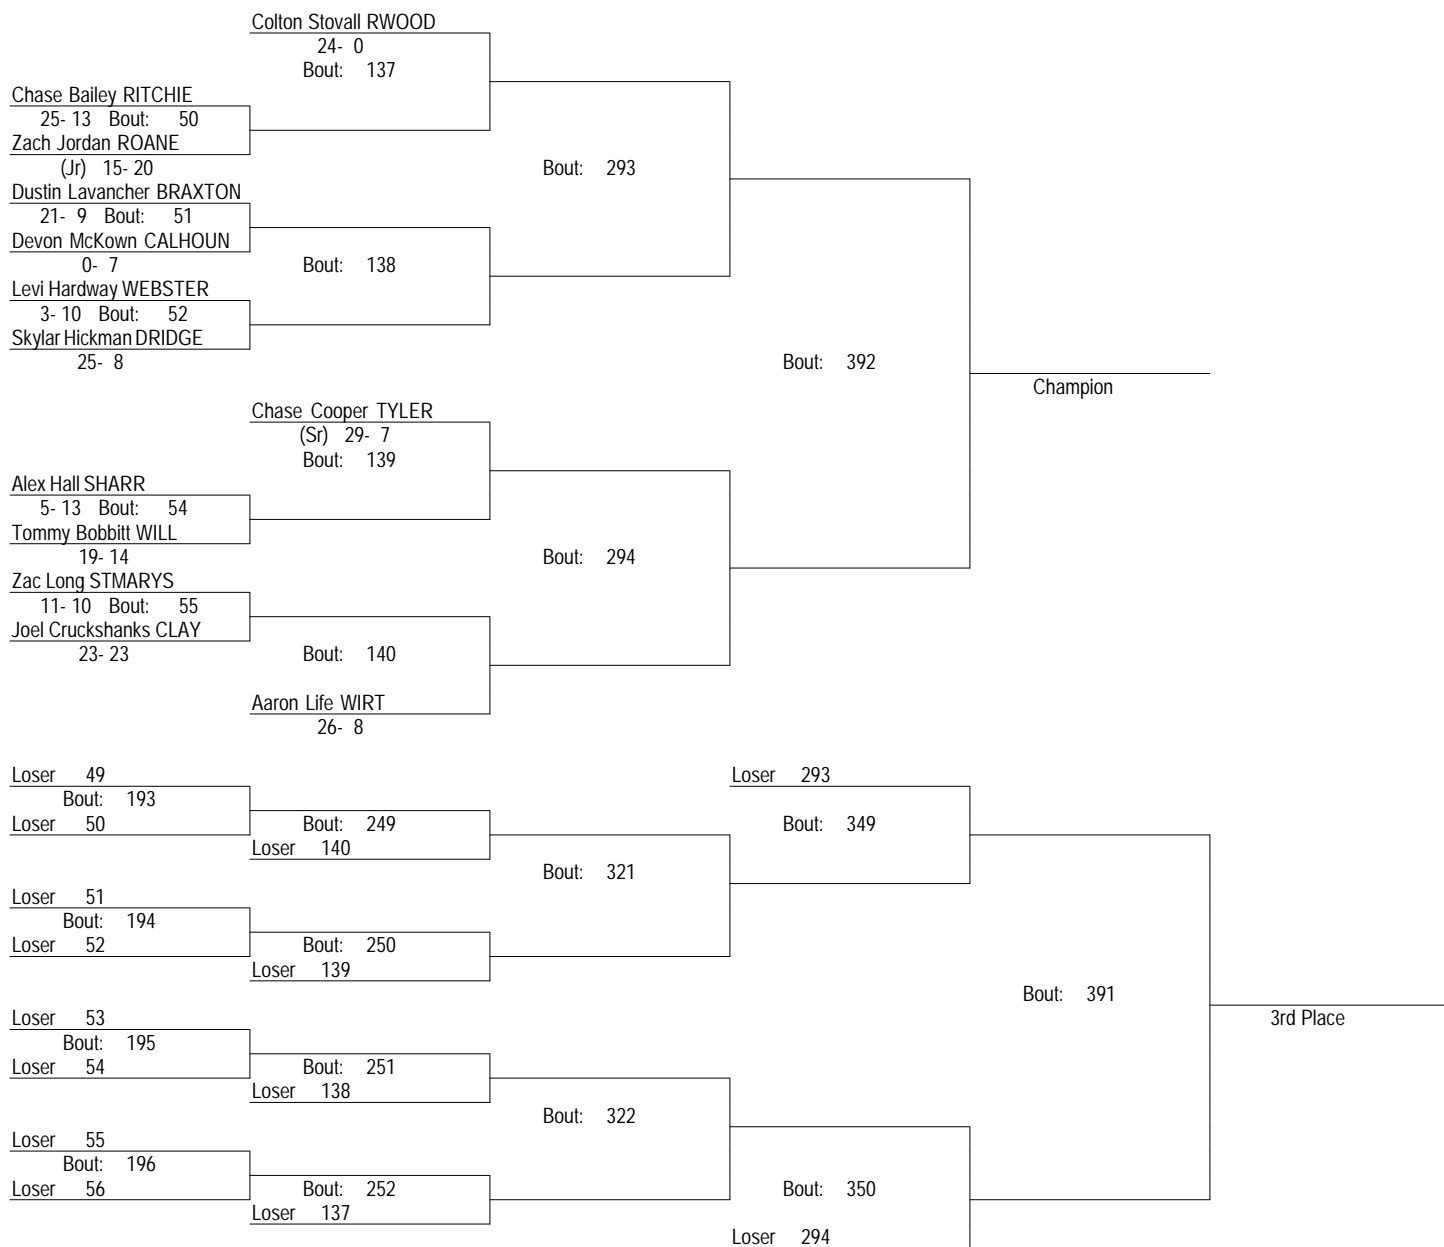 Colton Stovall RWOOD
24- 0
Bout: 137
Chase Bailey RITCHIE
25- 13 Bout: 50
Zach Jordan ROANE
(Jr) 15- 20
Bout: 293
Dustin Lavancher BRAXTON
21- 9 Bout: 51
Devon McKown CALHOUN
0- 7
Bout: 138
Levi Hardway WEBSTER
3- 10 Bout: 52
Skylar Hickman DRIDGE
25- 8
Bout: 392
Champion
Chase Cooper TYLER
(Sr) 29- 7
Bout: 139
Alex Hall SHARR
5- 13 Bout: 54
Tommy Bobbitt WILL
19- 14
Bout: 294
Zac Long STMARYS
11- 10 Bout: 55
Joel Cruckshanks CLAY
23- 23
Bout: 140
Aaron Life WIRT
26- 8
Loser 49
Bout: 193
Loser 50
Bout: 249
Loser 140
Loser 293
Bout: 349
Bout: 321
Loser 51
Bout: 194
Loser 52
Bout: 250
Loser 139
Bout: 391
3rd Place
Loser 53
Bout: 195
Loser 54
Bout: 251
Loser 138
Bout: 322
Loser 55
Bout: 196
Loser 56
Bout: 252
Loser 137
Bout: 350
Loser 294